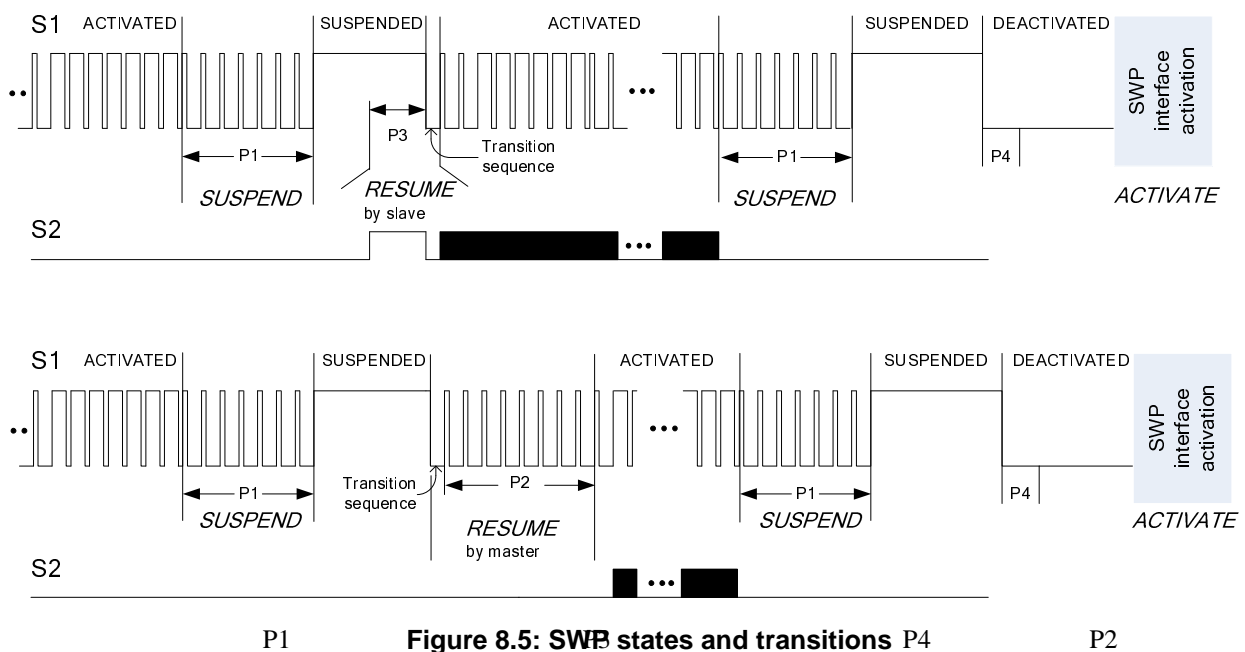 S1 ACTIVATED SUSPENDED ACTIVATED SUSPENDED DEACTIVATED
SWP interface activation
P3
Transition sequence
P1
P1
P4
SUSPEND
RESUME
by slave
SUSPEND
ACTIVATE
S2
S1 ACTIVATED SUSPENDED ACTIVATED SUSPENDED DEACTIVATED
SWP interface activation
P1
Transition sequence
P2
P1
P4
SUSPEND
RESUME
by master
SUSPEND
ACTIVATE
S2
P1 Figure 8.5: SWP states and transitions P4 P2